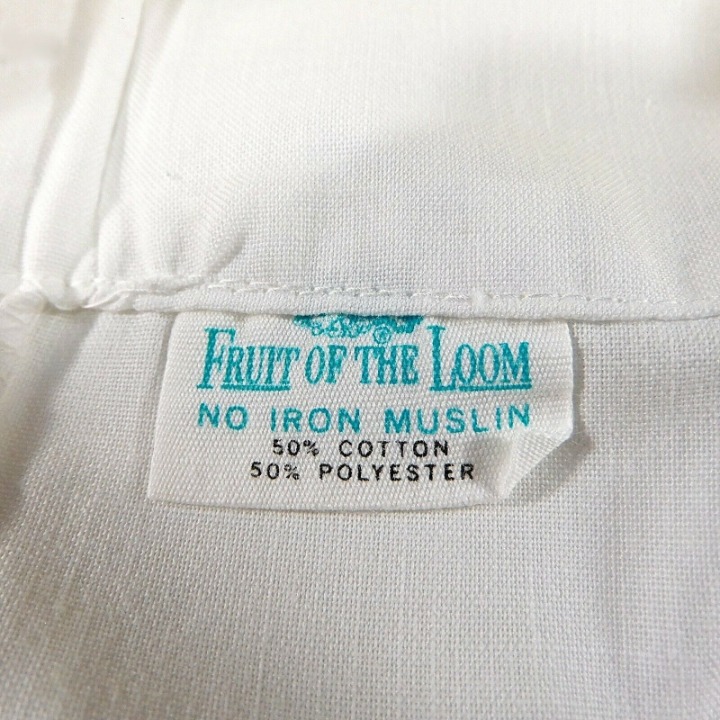 FRUIT OF THE LOOM
NO IRON MUSLIN
50% COTTON
50% POLYESTER